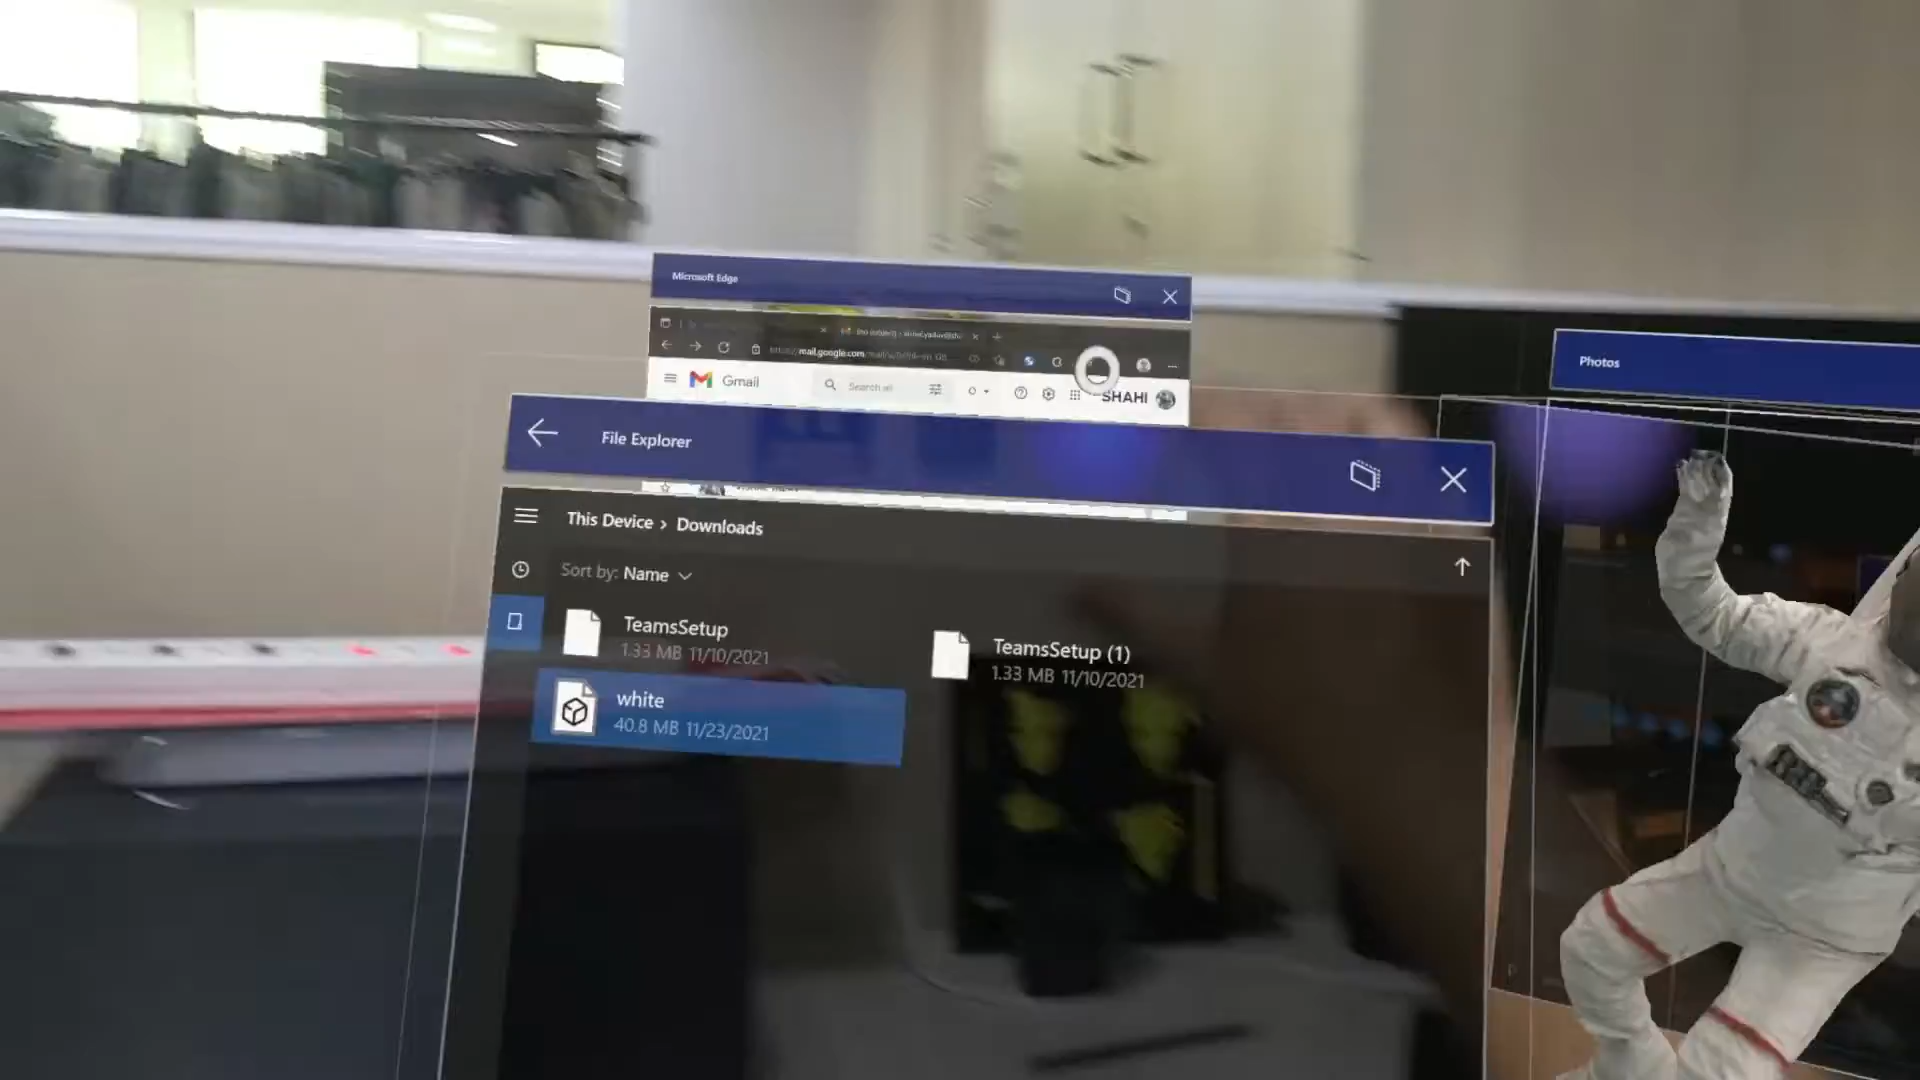 Microsoft Edge
mail.google.com
Gmail
Search all
SHAHI
Photos
File Explorer
This Device > Downloads
Sort by: Name
TeamsSetup
1.33 MB 11/10/2021
TeamsSetup (1)
1.33 MB 11/10/2021
white
40.8 MB 11/23/2021